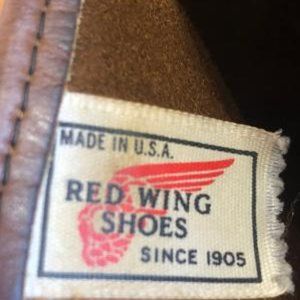 MADE IN U.S.A.
RED WING
SHOES
SINCE 1905